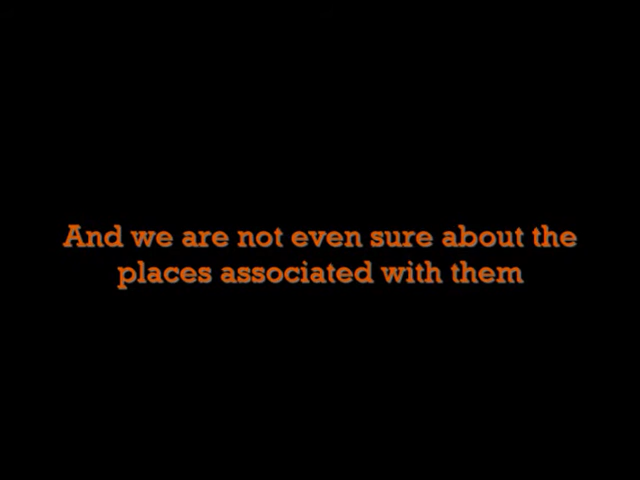 And we are not even sure about the
places associated with them